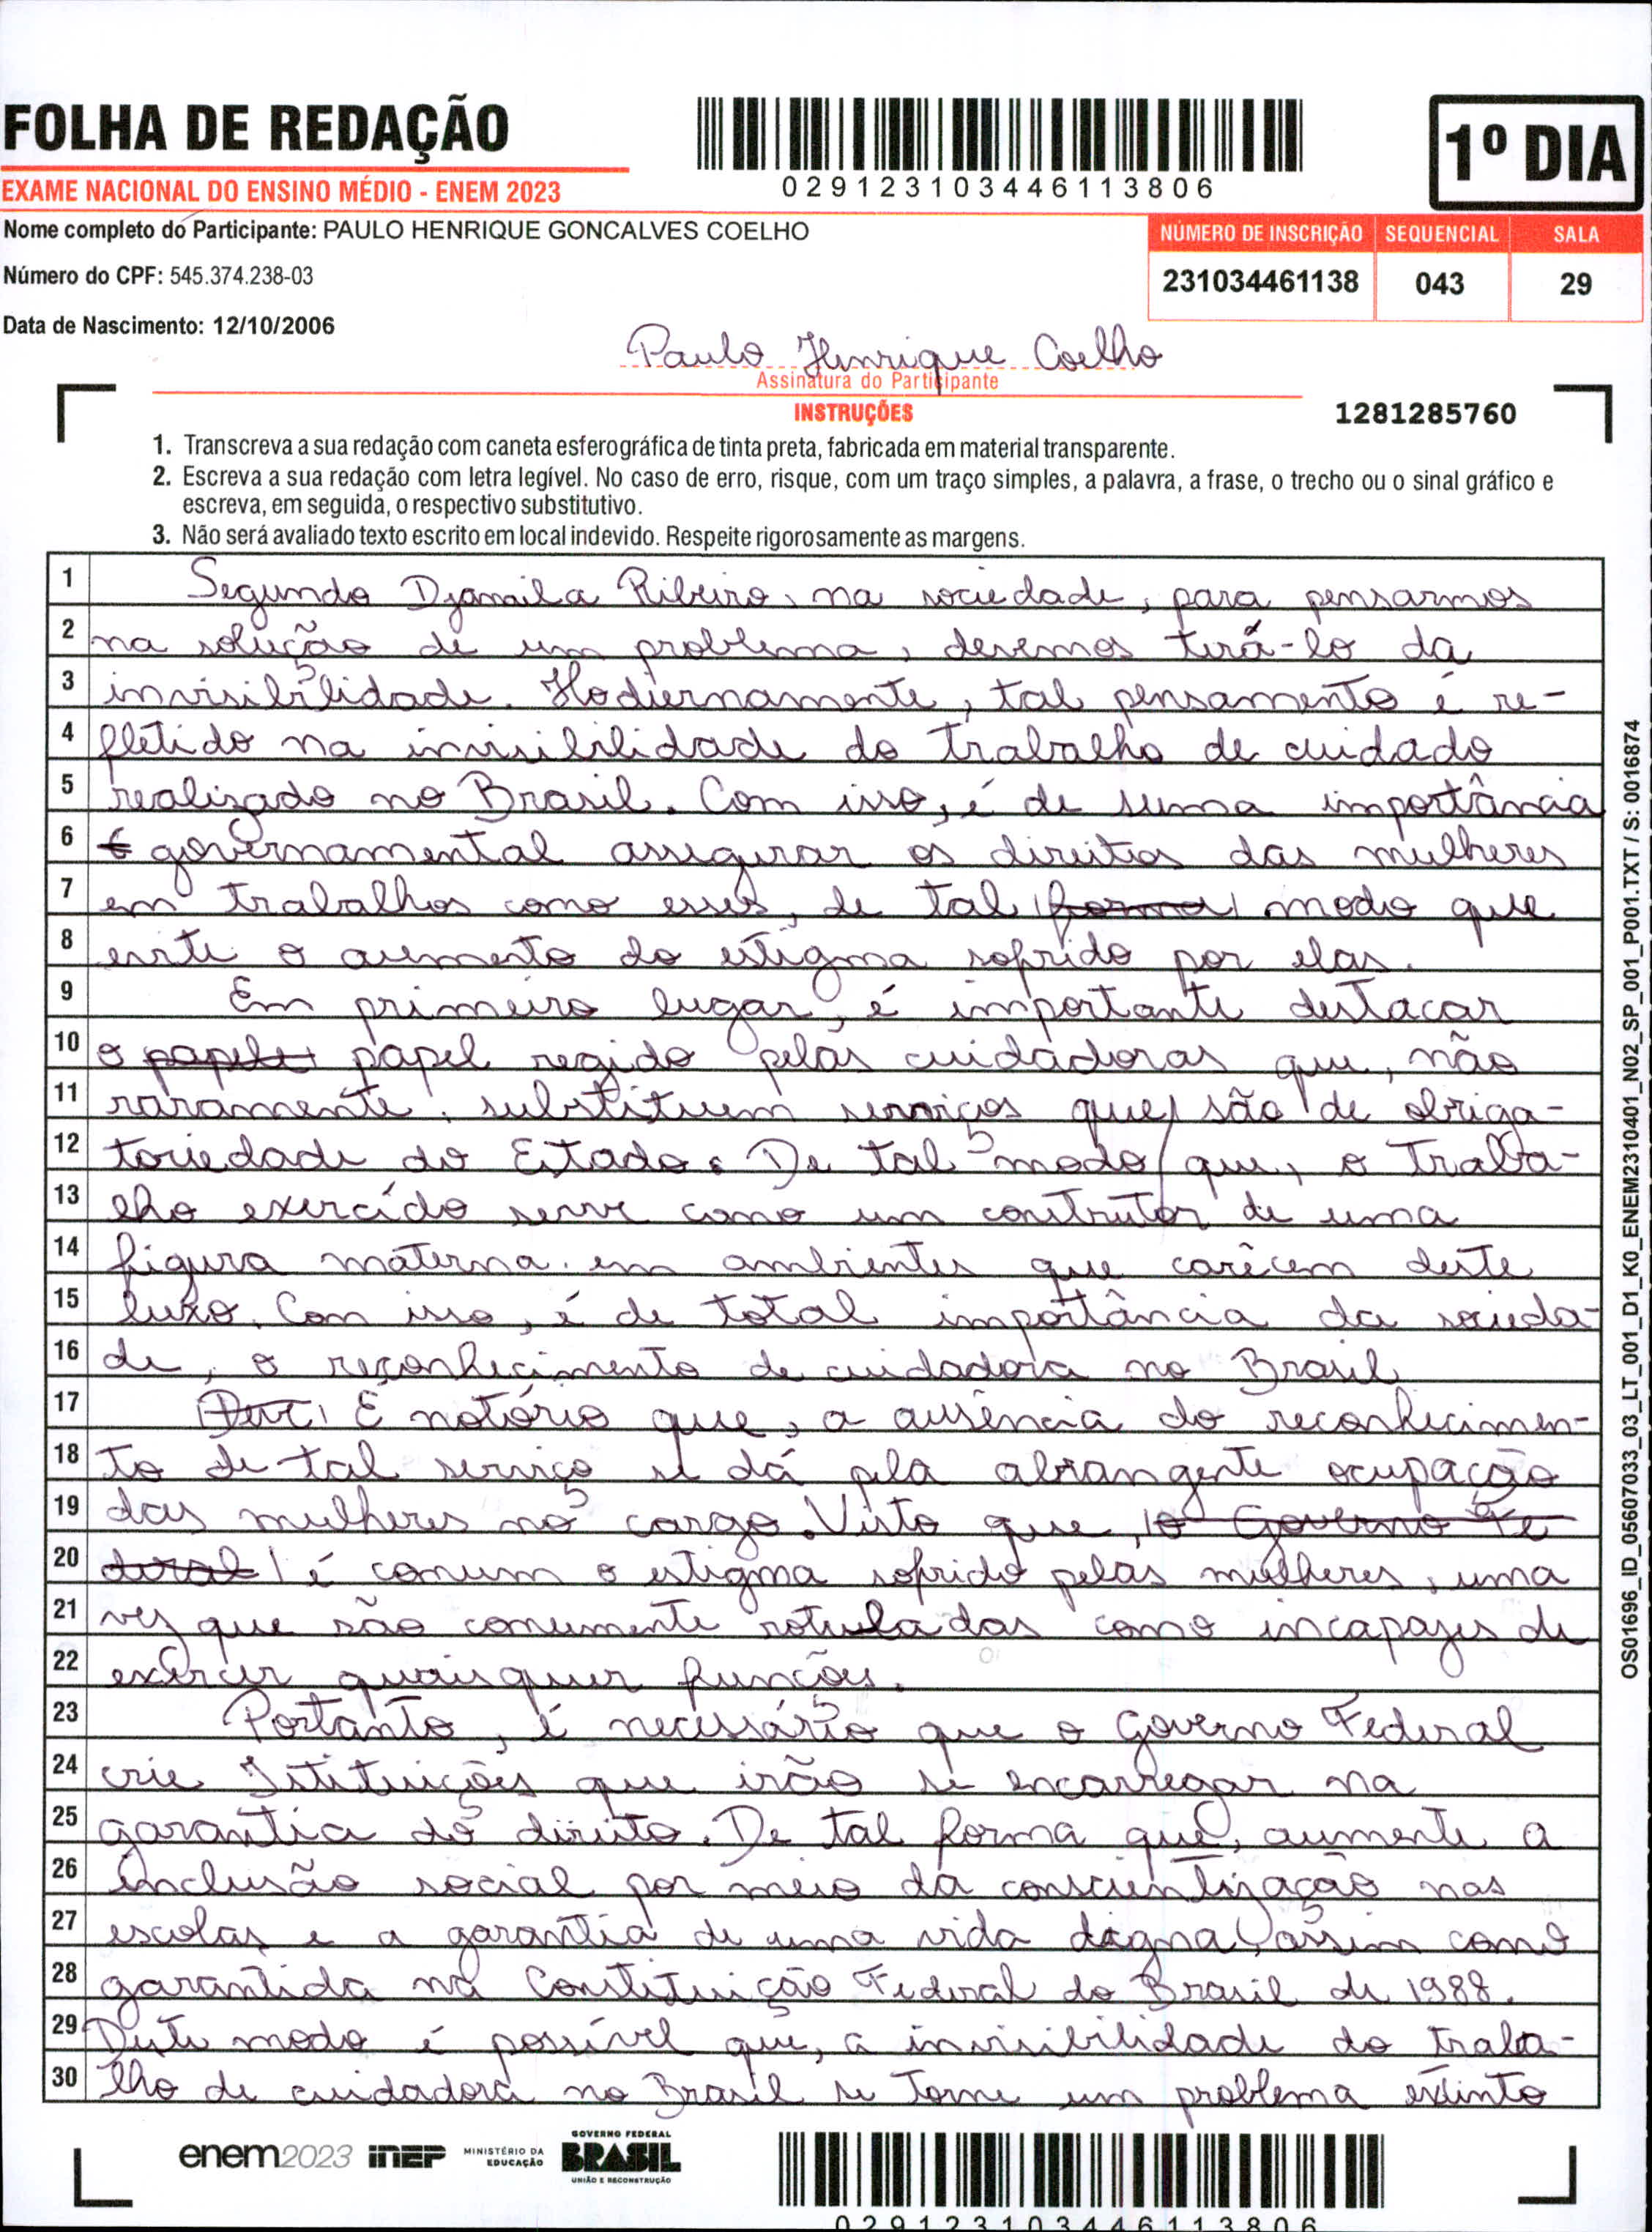 FOLHA DE REDAÇÃO
EXAME NACIONAL DO ENSINO MÉDIO - ENEM 2023
029123103446113806
1º DIA
Nome completo do Participante: PAULO HENRIQUE GONCALVES COELHO
Número do CPF: 545.374.238-03
Data de Nascimento: 12/10/2006
NÚMERO DE INSCRIÇÃO SEQUENCIAL SALA
231034461138 043 29
Paulo Henrique Coelho
Assinatura do Participante
INSTRUÇÕES
1281285760
1. Transcreva a sua redação com caneta esferográfica de tinta preta, fabricada em material transparente.
2. Escreva a sua redação com letra legível. No caso de erro, risque, com um traço simples, a palavra, a frase, o trecho ou o sinal gráfico e
escreva, em seguida, o respectivo substitutivo.
3. Não será avaliado texto escrito em local indevido. Respeite rigorosamente as margens.
1 Segundo Djamila Ribeiro, na sociedade, para pensarmos
2 na solução de um problema, devemos tirá-lo da
3 invisibilidade. Hodiernamente, tal pensamento é re-
4 fletido na invisibilidade do trabalho de cuidado
5 realizado no Brasil. Com isso, é de suma importância
6 governamental assegurar os direitos das mulheres
7 em trabalhos como esses, de tal forma modo que
8 evite o aumento do estigma sofrido por elas.
9 Em primeiro lugar, é importante destacar
10 o papele papel regido pelas cuidadoras que, não
11 raramente, substituem serviços que são de obriga-
12 toriedade do Estado. De tal modo que, o traba-
13 lho exercido serve como um contrutor de uma
14 figura materna em ambientes que carecem deste
15 luxo. Com isso, é de total importância da socieda-
16 de, o reconhecimento de cuidadora no Brasil
17 É notório que, a ausência do reconhecimen-
18 to de tal serviço se dá pela abrangente ocupação
19 das mulheres no cargo. Visto que, o Governo Fe
20 deral é comum o estigma sofrido pelas mulheres, uma
21 vez que são comumente rotuladas como incapazes de
22 exercer quaisquer funções.
23 Portanto, é necessário que o Governo Federal
24 crie Istituições que irão se encarregar na
25 garantia do direito. De tal forma que, aumente a
26 inclusão social por meio da conscientização nas
27 escolas e a garantia de uma vida digna, assim como
28 garantida na Constituição Federal do Brasil de 1988.
29 Deste modo é possível que, a invisibilidade do traba-
30 lho de cuidadora no Brasil se torne um problema extinto
OS01696_ID_05607033_03_LT_001_D1_K0_ENEM2310401_N02_SP_001_P001.TXT / S: 0016874
enem2023 inep MINISTÉRIO DA EDUCAÇÃO GOVERNO FEDERAL BRASIL UNIÃO E RECONSTRUÇÃO
029123103446113806